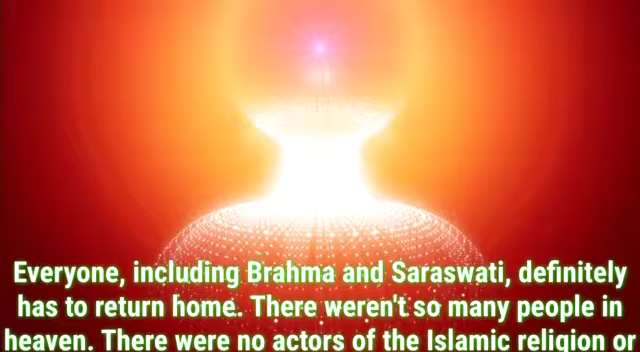 Everyone, including Brahma and Saraswati, definitely
has to return home. There weren't so many people in
heaven. There were no actors of the Islamic religion or